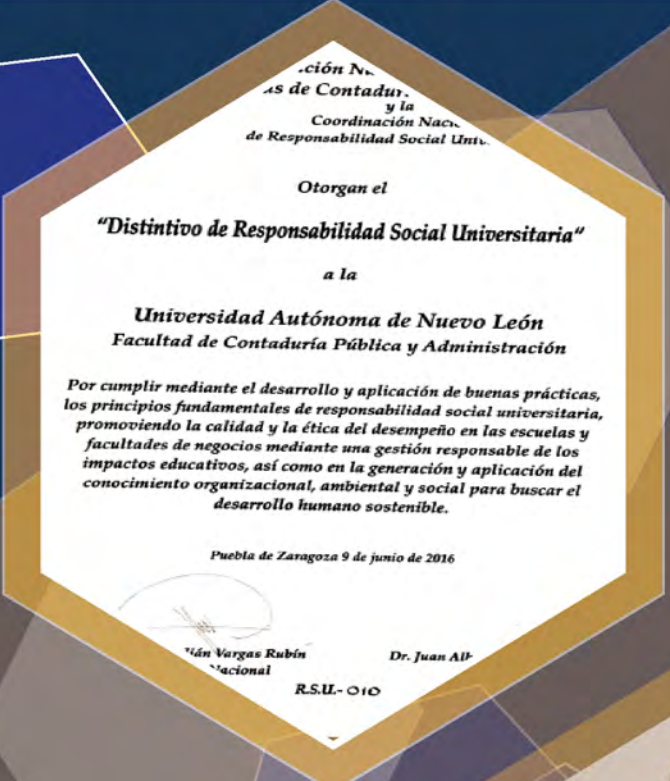 de Contadur
y la
Coordinación
de Responsabilidad Social
Otorgan el
“Distintivo de Responsabilidad Social Universitaria“
a la
Universidad Autónoma de Nuevo León
Facultad de Contaduría Pública y Administración
Por cumplir mediante el desarrollo y aplicación de buenas prácticas,
los principios fundamentales de responsabilidad social universitaria,
promoviendo la calidad y la ética del desempeño en las escuelas y
facultades de negocios mediante una gestión responsable de los
impactos educativos, así como en la generación y aplicación del
conocimiento organizacional, ambiental y social para buscar el
desarrollo humano sostenible.
Puebla de Zaragoza 9 de junio de 2016
Vargas Rubín
Dr. Juan
R.S.U.- 010